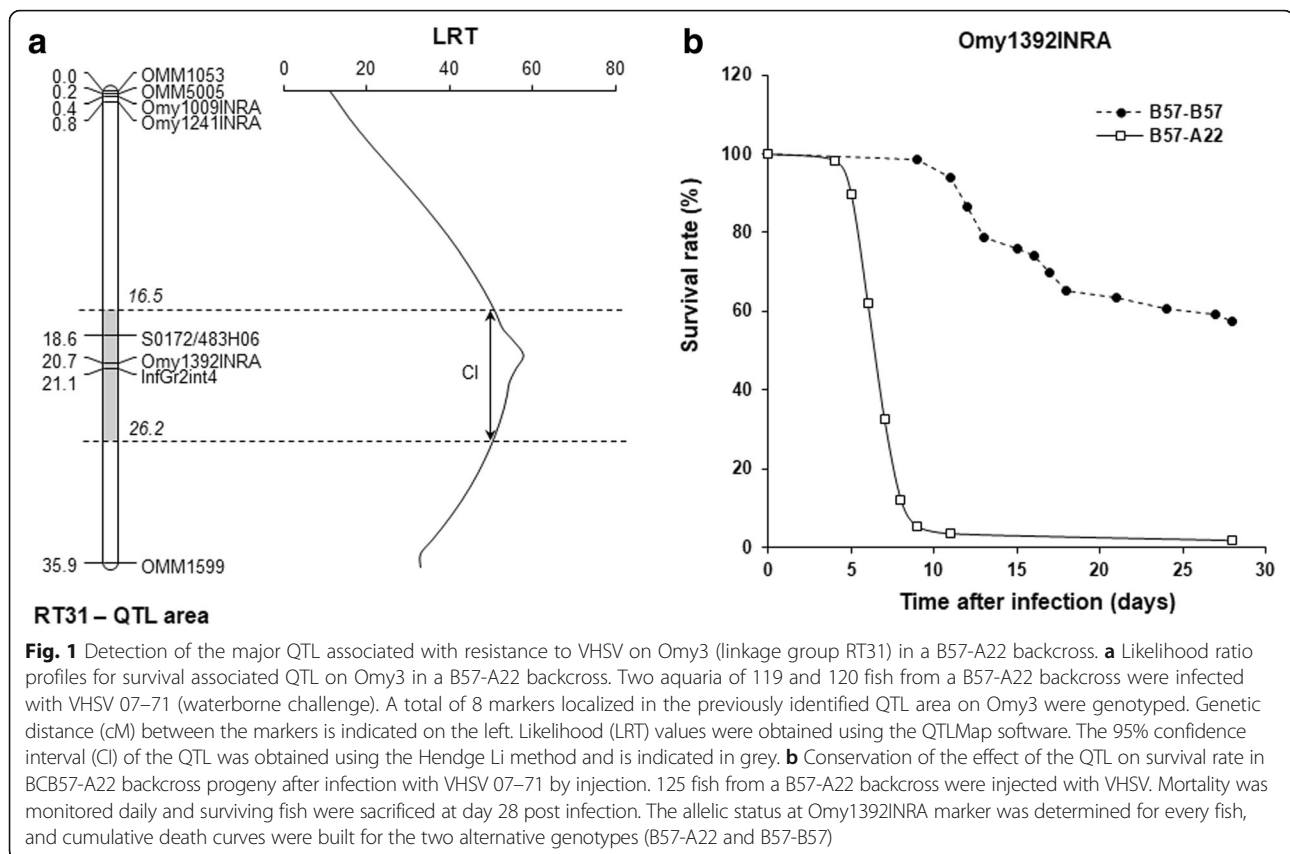 a
LRT
0 20 40 60 80
0.0 OMM1053
0.2 OMM5005
0.4 Omy1009INRA
0.8 Omy1241INRA
16.5
18.6 S0172/483H06
20.7 Omy1392INRA
21.1 InfGr2int4
CI
26.2
35.9 OMM1599
RT31 – QTL area
b
Omy1392INRA
120
100
80
60
40
20
0
Survival rate (%)
B57-B57
B57-A22
0 5 10 15 20 25 30
Time after infection (days)
Fig. 1 Detection of the major QTL associated with resistance to VHSV on Omy3 (linkage group RT31) in a B57-A22 backcross. a Likelihood ratio
profiles for survival associated QTL on Omy3 in a B57-A22 backcross. Two aquaria of 119 and 120 fish from a B57-A22 backcross were infected
with VHSV 07–71 (waterborne challenge). A total of 8 markers localized in the previously identified QTL area on Omy3 were genotyped. Genetic
distance (cM) between the markers is indicated on the left. Likelihood (LRT) values were obtained using the QTLMap software. The 95% confidence
interval (CI) of the QTL was obtained using the Hendge Li method and is indicated in grey. b Conservation of the effect of the QTL on survival rate in
BCB57-A22 backcross progeny after infection with VHSV 07–71 by injection. 125 fish from a B57-A22 backcross were injected with VHSV. Mortality was
monitored daily and surviving fish were sacrificed at day 28 post infection. The allelic status at Omy1392INRA marker was determined for every fish,
and cumulative death curves were built for the two alternative genotypes (B57-A22 and B57-B57)